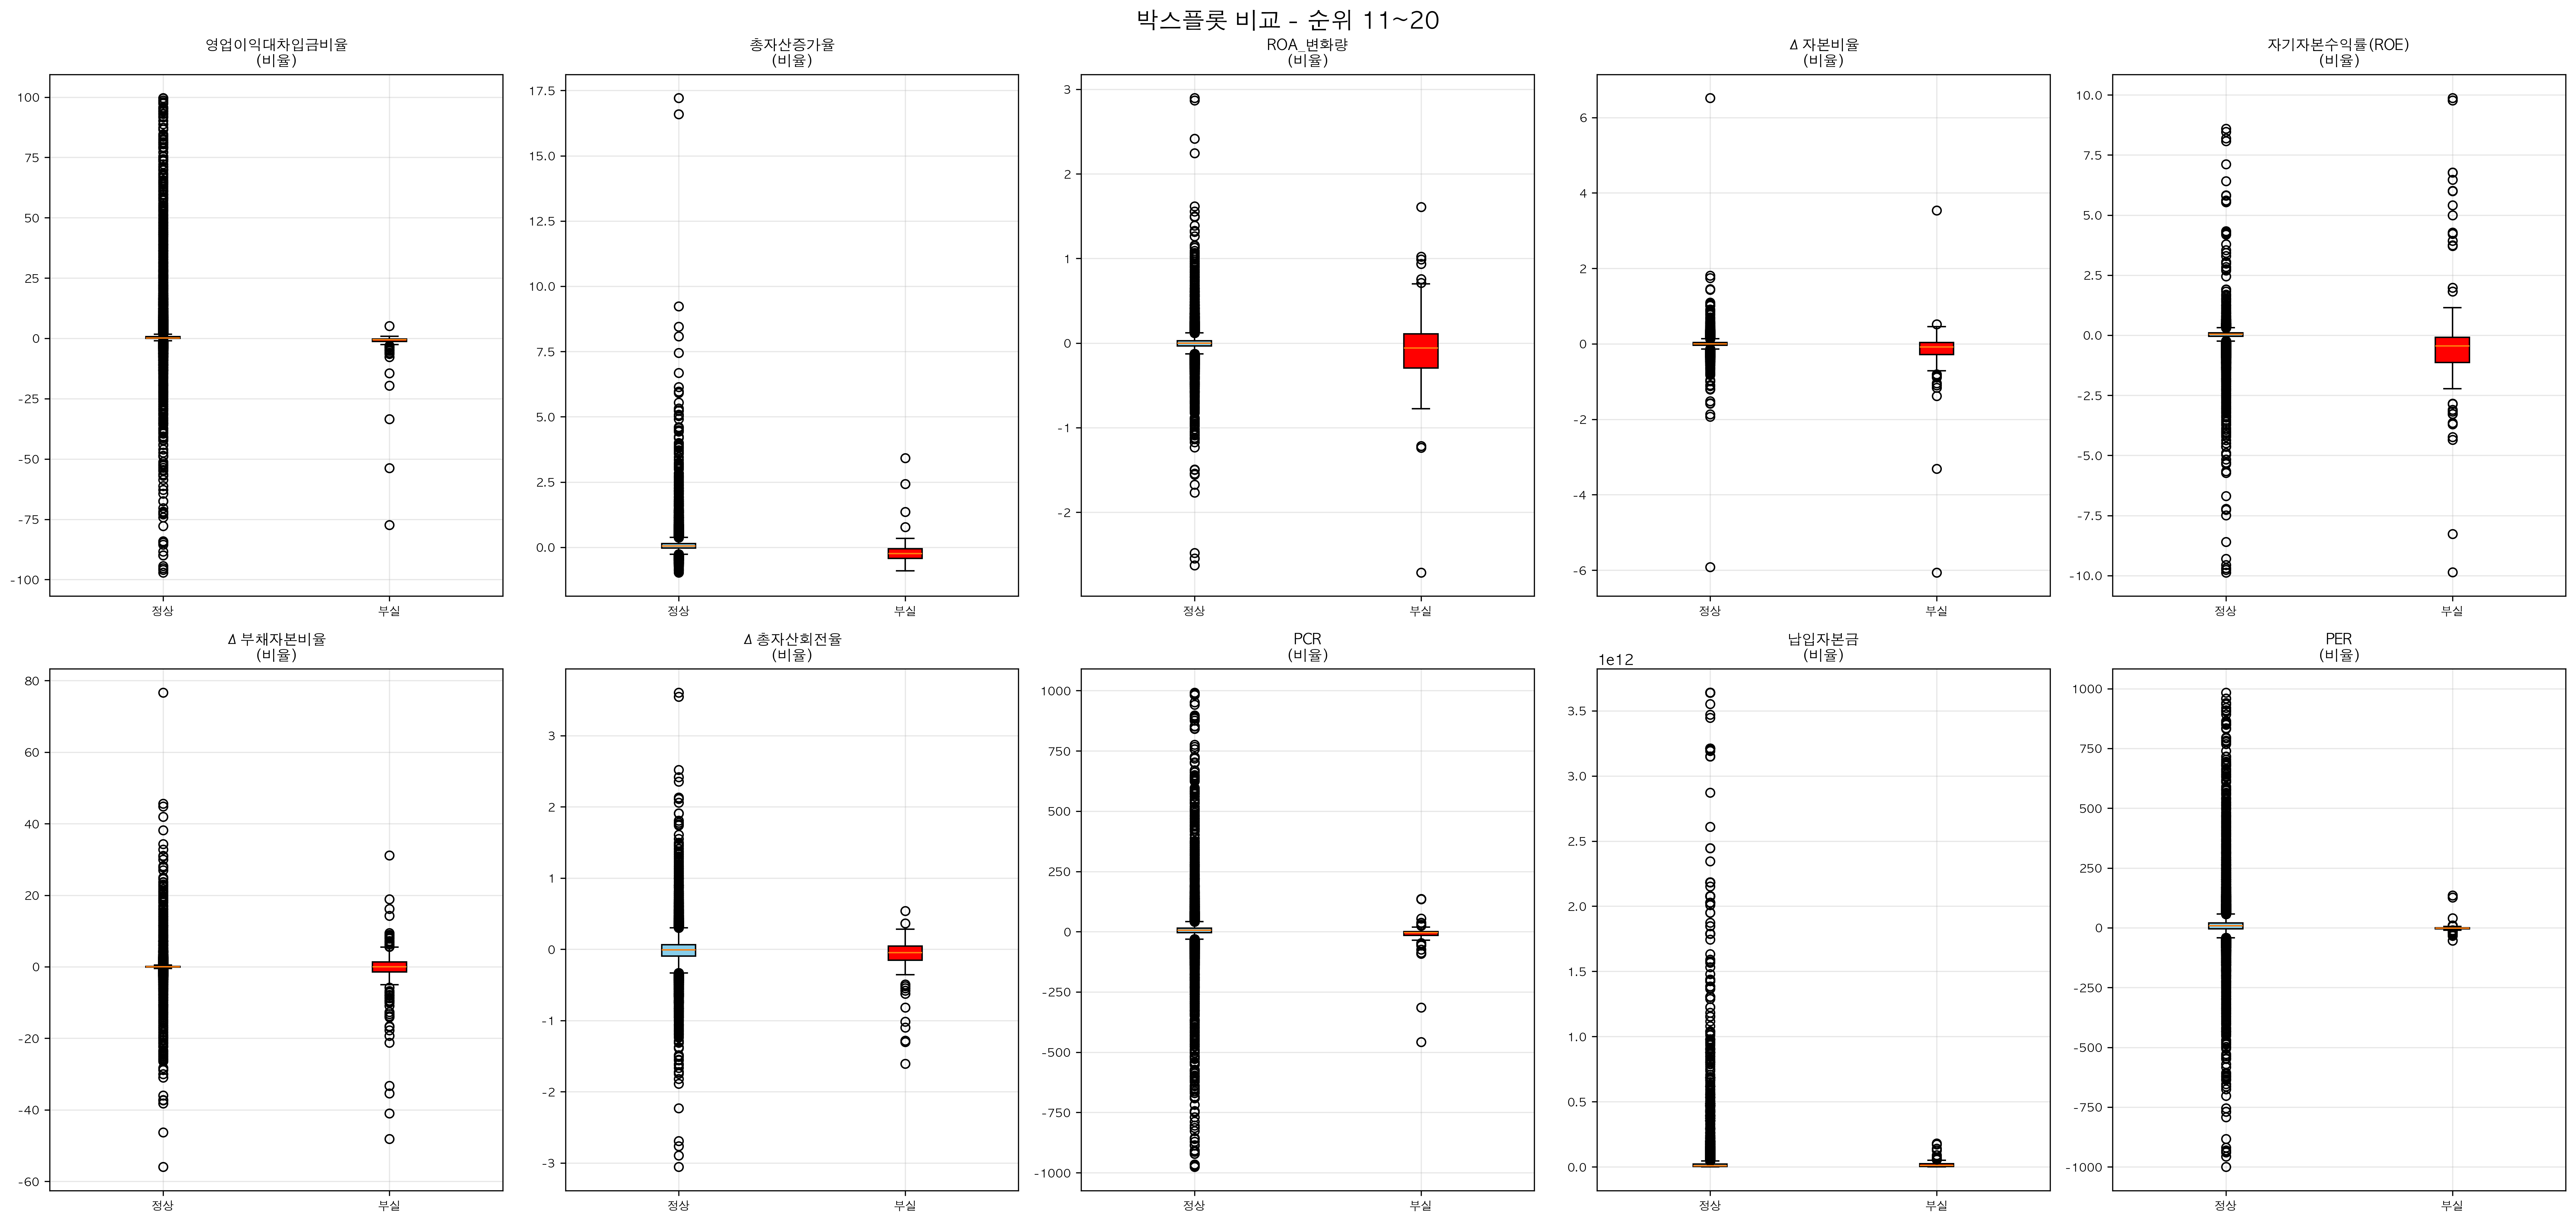 박스플롯 비교 - 순위 11~20
영업이익대차입금비율
(비율)
100
75
50
25
0
-25
-50
-75
-100
정상
부실
총자산증가율
(비율)
17.5
15.0
12.5
10.0
7.5
5.0
2.5
0.0
정상
부실
ROA_변화량
(비율)
3
2
1
0
-1
-2
정상
부실
Δ 자본비율
(비율)
6
4
2
0
-2
-4
-6
정상
부실
자기자본수익률(ROE)
(비율)
10.0
7.5
5.0
2.5
0.0
-2.5
-5.0
-7.5
-10.0
정상
부실
Δ 부채자본비율
(비율)
80
60
40
20
0
-20
-40
-60
정상
부실
Δ 총자산회전율
(비율)
3
2
1
0
-1
-2
-3
정상
부실
PCR
(비율)
1000
750
500
250
0
-250
-500
-750
-1000
정상
부실
납입자본금
(비율)
1e12
3.5
3.0
2.5
2.0
1.5
1.0
0.5
0.0
정상
부실
PER
(비율)
1000
750
500
250
0
-250
-500
-750
-1000
정상
부실